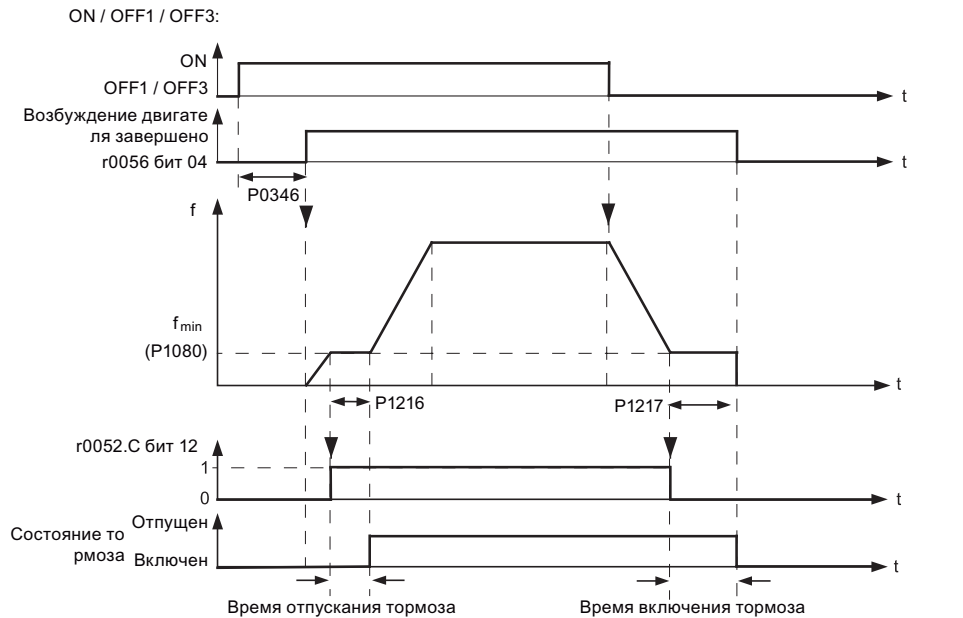 ON / OFF1 / OFF3:
ON
OFF1 / OFF3
t
Возбуждение двигате
ля завершено
r0056 бит 04
t
P0346
f
fmin
(P1080)
t
P1216
P1217
r0052.C бит 12
1
0
t
Состояние то
рмоза
Отпущен
Включен
t
Время отпускания тормоза
Время включения тормоза